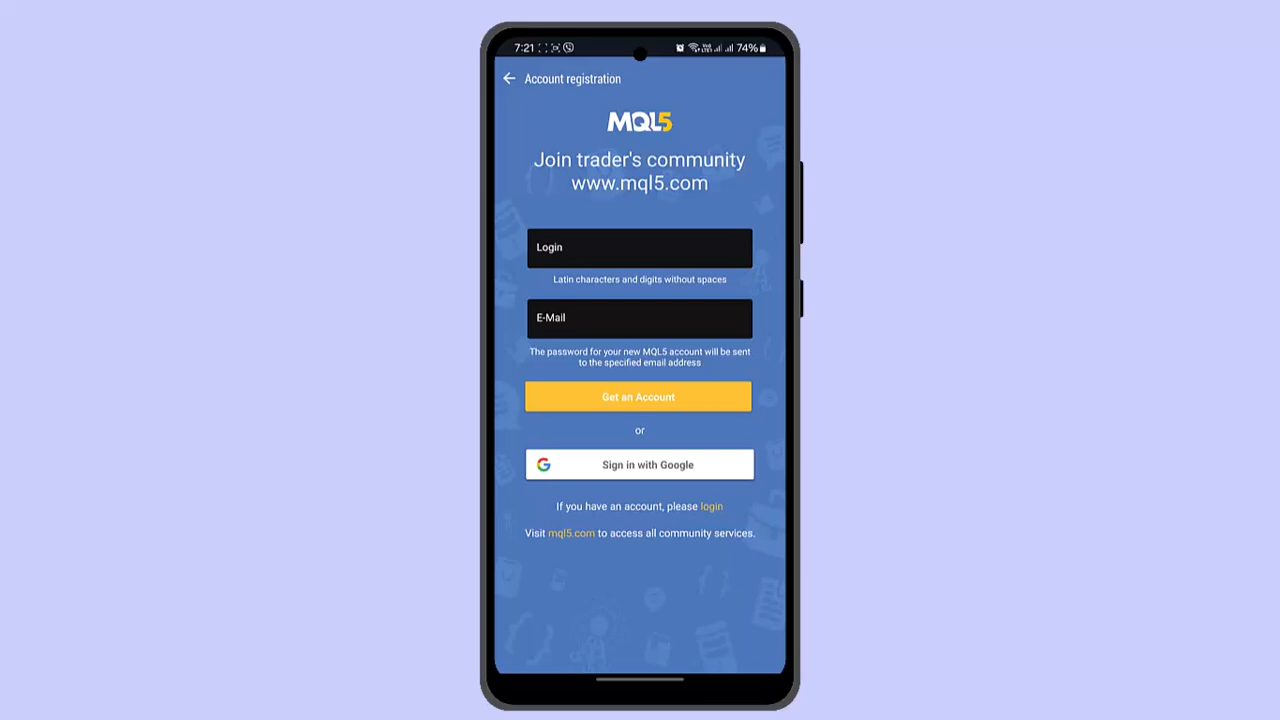 7:21
74%
Account registration
MQL5
Join trader's community
www.mql5.com
Login
Latin characters and digits without spaces
E-Mail
The password for your new MQL5 account will be sent
to the specified email address
Get an Account
or
Sign in with Google
If you have an account, please login
Visit mql5.com to access all community services.